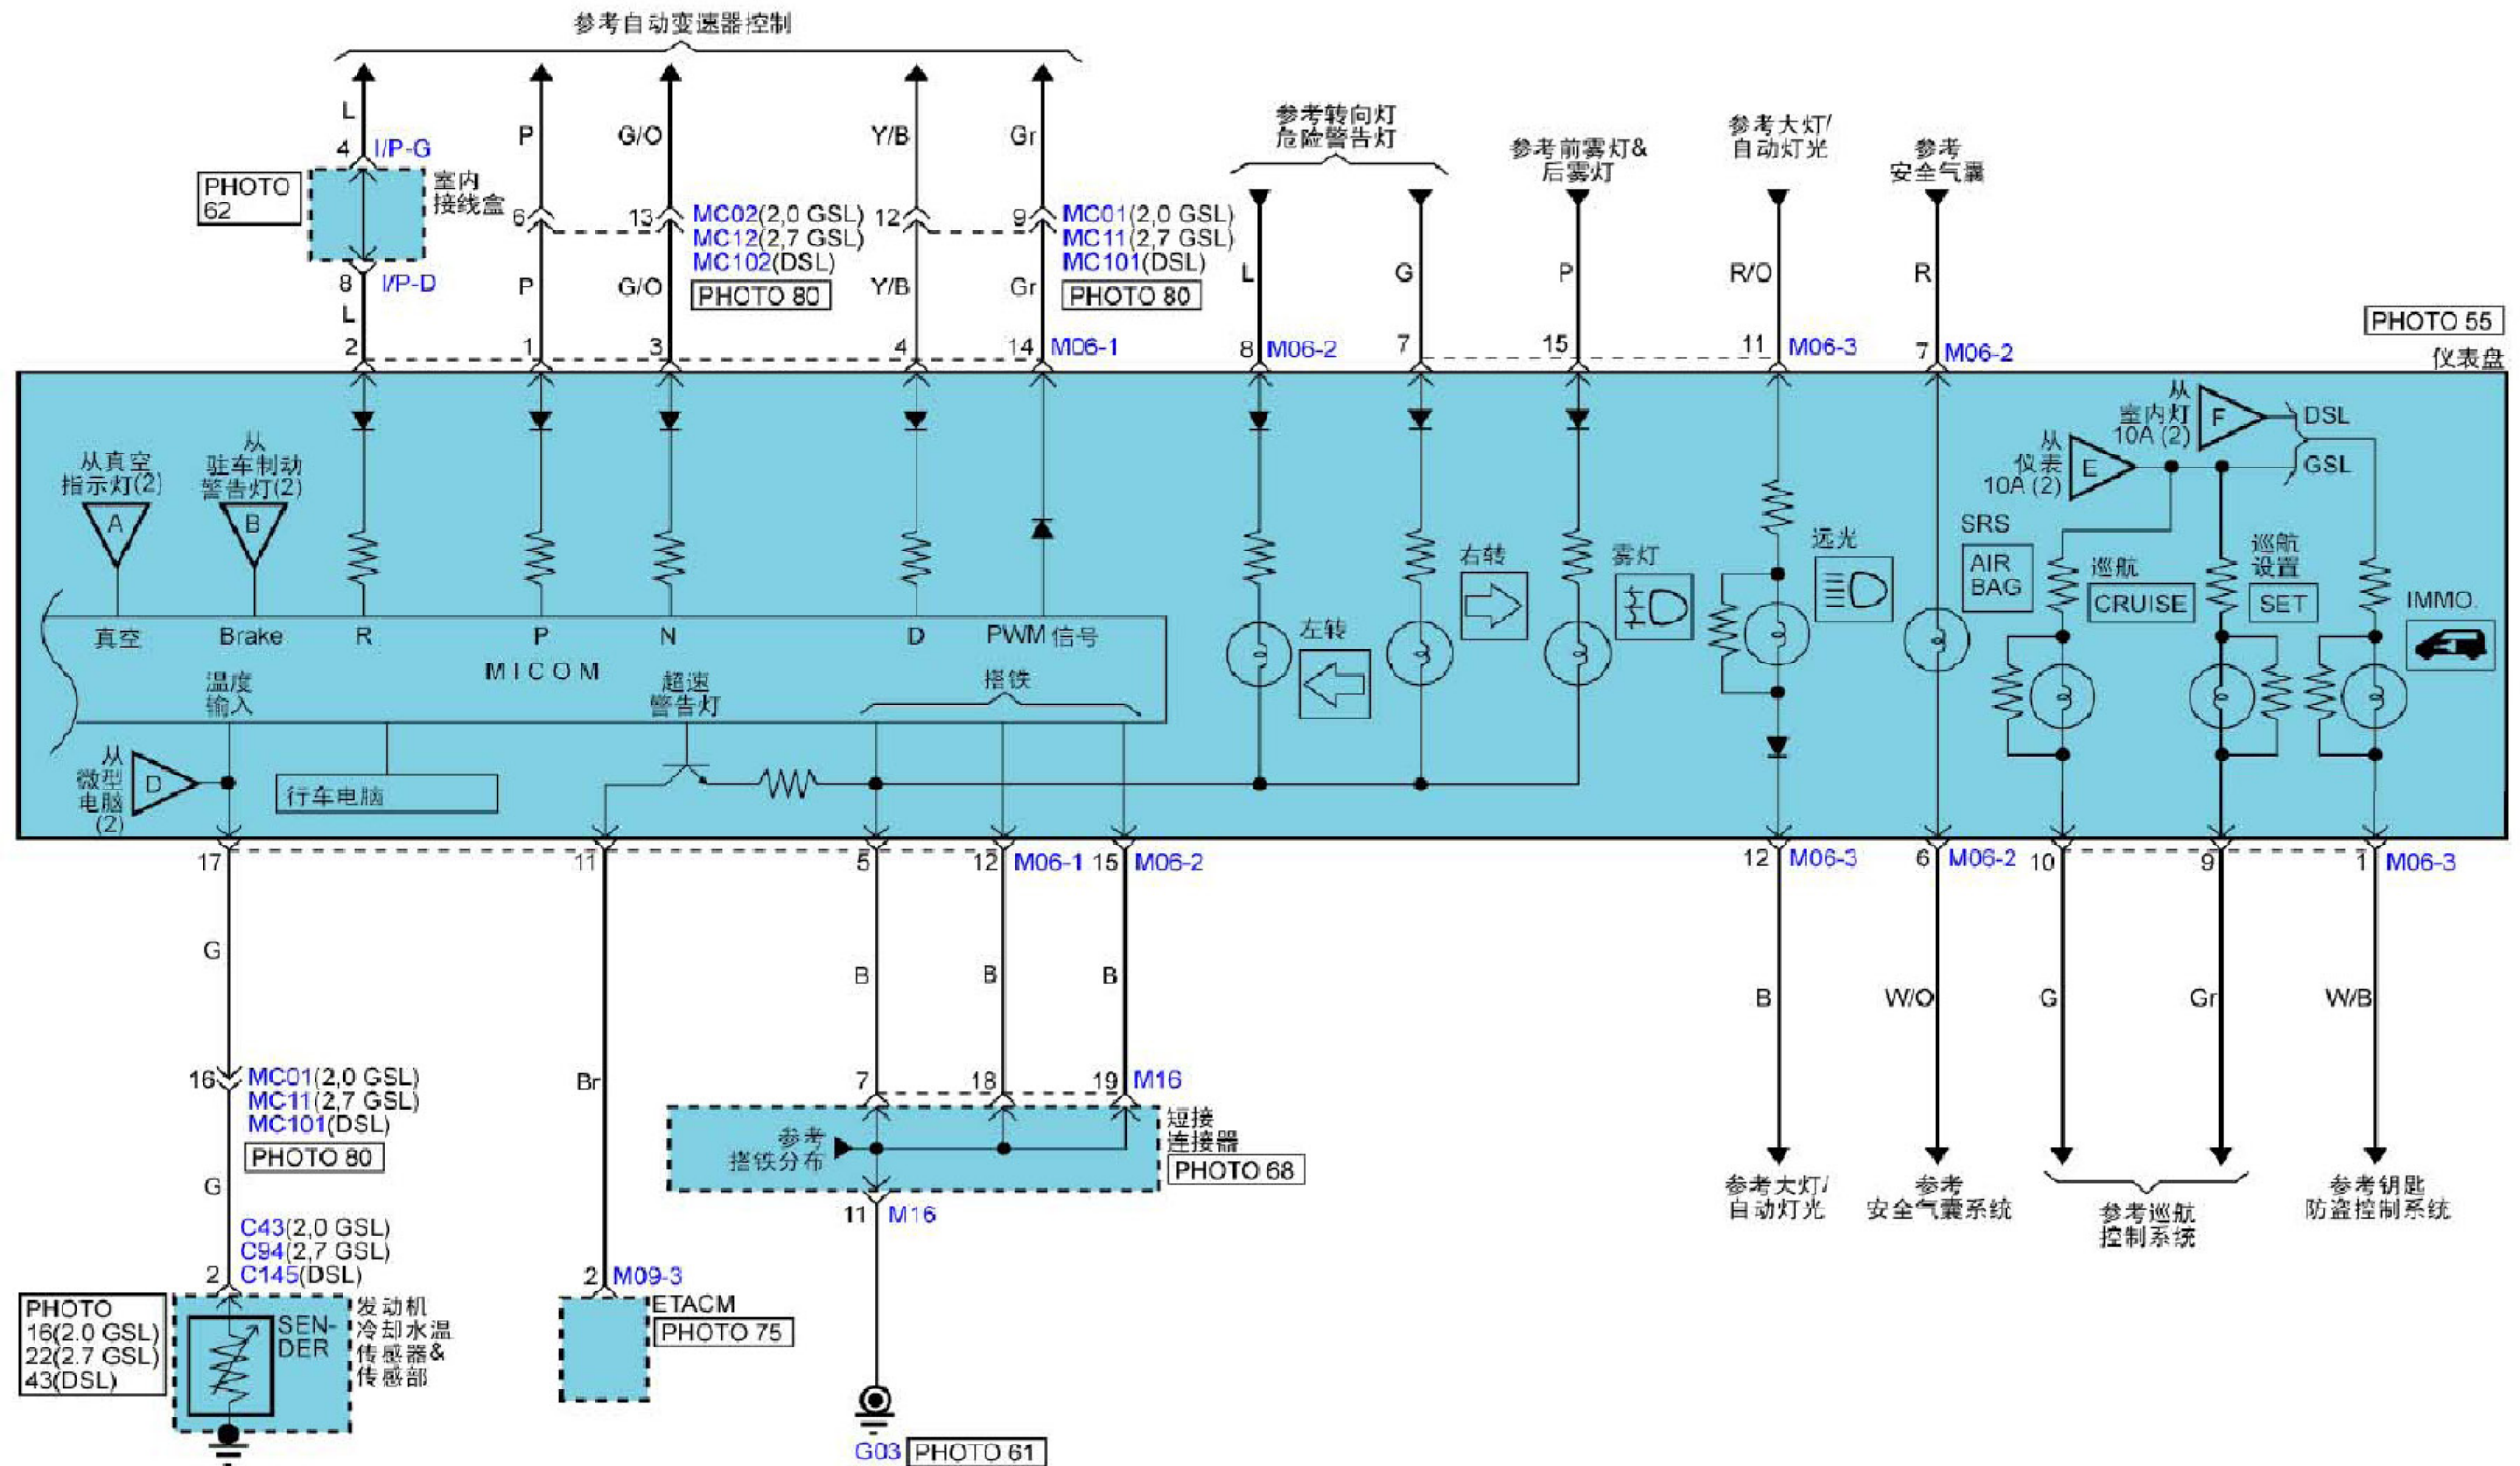 参考自动变速器控制
L
P
G/O
Y/B
Gr
4 I/P-G
PHOTO
62
室内
接线盒
8 I/P-D
L
6
13
MC02(2,0 GSL)
MC12(2,7 GSL)
MC102(DSL)
PHOTO 80
12
9
MC01(2,0 GSL)
MC11(2,7 GSL)
MC101(DSL)
PHOTO 80
P
G/O
Y/B
Gr
2
1
3
4
14 M06-1
参考转向灯
危险警告灯
参考前雾灯&
后雾灯
参考大灯/
自动灯光
参考
安全气囊
L
G
P
R/O
R
8 M06-2
7
15
11 M06-3
7 M06-2
PHOTO 55
仪表盘
从真空
指示灯(2)
A
从
驻车制动
警告灯(2)
B
从
室内灯
10A (2)
F
DSL
从
仪表
10A (2)
E
GSL
右转
雾灯
远光
SRS
AIR
BAG
巡航
CRUISE
巡航
设置
SET
IMMO.
左转
真空
Brake
R
P
N
D
PWM 信号
MICOM
温度
输入
超速
警告灯
搭铁
从
微型
电脑
(2)
D
行车电脑
17
11
5
12 M06-1
15 M06-2
12 M06-3
6 M06-2
10
9
1 M06-3
G
B
B
B
B
W/O
G
Gr
W/B
16
MC01(2,0 GSL)
MC11(2,7 GSL)
MC101(DSL)
PHOTO 80
Br
7
18
19 M16
参考
搭铁分布
短接
连接器
PHOTO 68
11 M16
参考大灯/
自动灯光
参考
安全气囊系统
参考巡航
控制系统
参考钥匙
防盗控制系统
G
C43(2,0 GSL)
C94(2,7 GSL)
2 C145(DSL)
PHOTO
16(2.0 GSL)
22(2.7 GSL)
43(DSL)
SEN-
DER
发动机
冷却水温
传感器&
传感部
2 M09-3
ETACM
PHOTO 75
G03 PHOTO 61